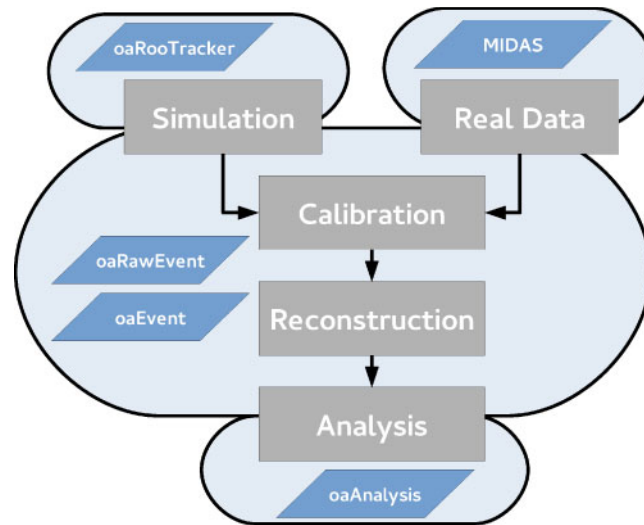 oaRooTracker
MIDAS
Simulation
Real Data
Calibration
oaRawEvent
oaEvent
Reconstruction
Analysis
oaAnalysis